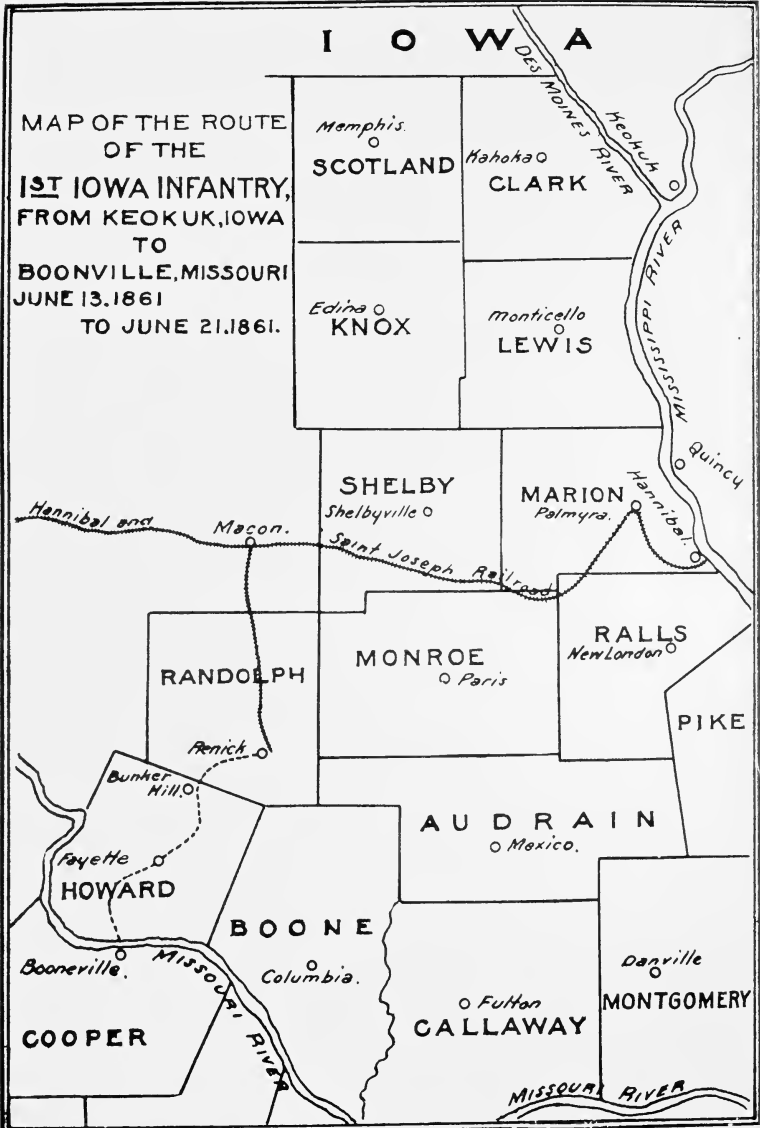 IOWA
MAP OF THE ROUTE
OF THE
1ST IOWA INFANTRY,
FROM KEOKUK, IOWA
TO
BOONVILLE, MISSOURI
JUNE 13.1861
TO JUNE 21.1861.
DES MOINES RIVER
Keokuk
Memphis.
SCOTLAND
Kahoka
CLARK
MISSISSIPPI RIVER
Edina
KNOX
Monticello
LEWIS
Quincy
SHELBY
Shelbyville
MARION
Palmyra.
Hannibal.
Hannibal and
Macon.
Saint Joseph Railroad
RANDOLPH
MONROE
Paris
RALLS
New London
PIKE
Renick
Bunker
Hill.
AUDRAIN
Mexico.
Fayette
HOWARD
BOONE
Columbia.
Booneville.
MISSOURI RIVER
COOPER
Fulton
CALLAWAY
Danville
MONTGOMERY
MISSOURI RIVER